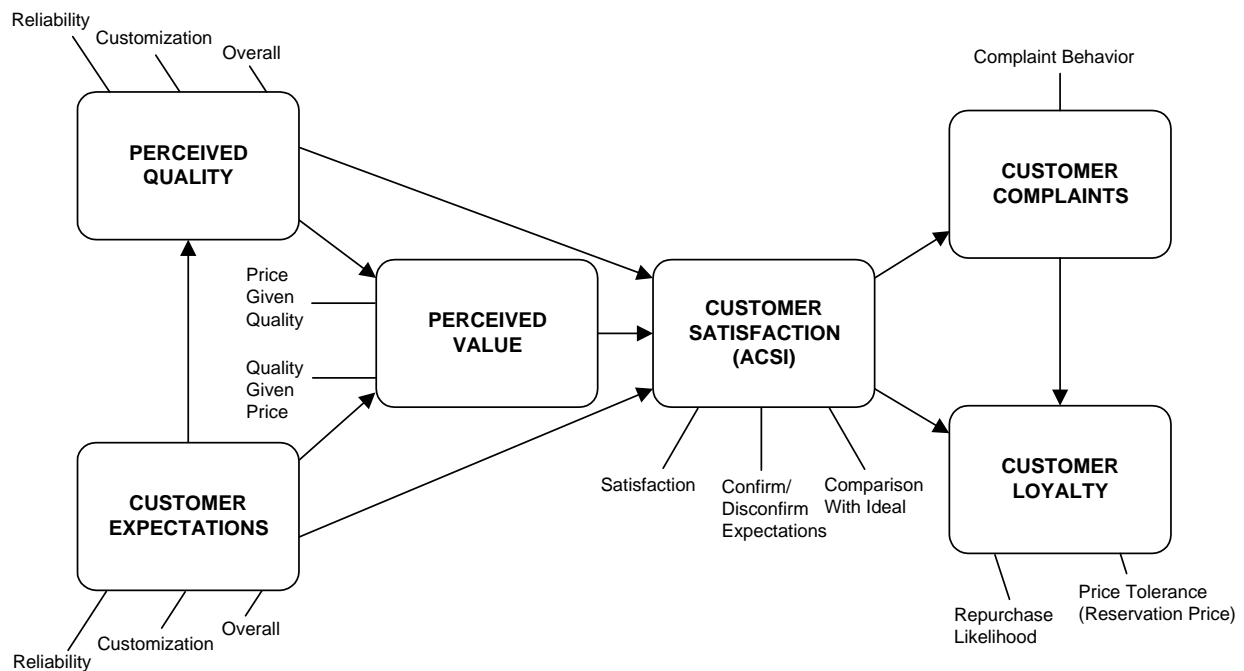 Reliability
Customization
Overall
PERCEIVED
QUALITY
Complaint Behavior
CUSTOMER
COMPLAINTS
Price
Given
Quality
Quality
Given
Price
PERCEIVED
VALUE
CUSTOMER
SATISFACTION
(ACSI)
CUSTOMER
EXPECTATIONS
Reliability
Customization
Overall
Satisfaction
Confirm/
Disconfirm
Expectations
Comparison
With Ideal
CUSTOMER
LOYALTY
Repurchase
Likelihood
Price Tolerance
(Reservation Price)